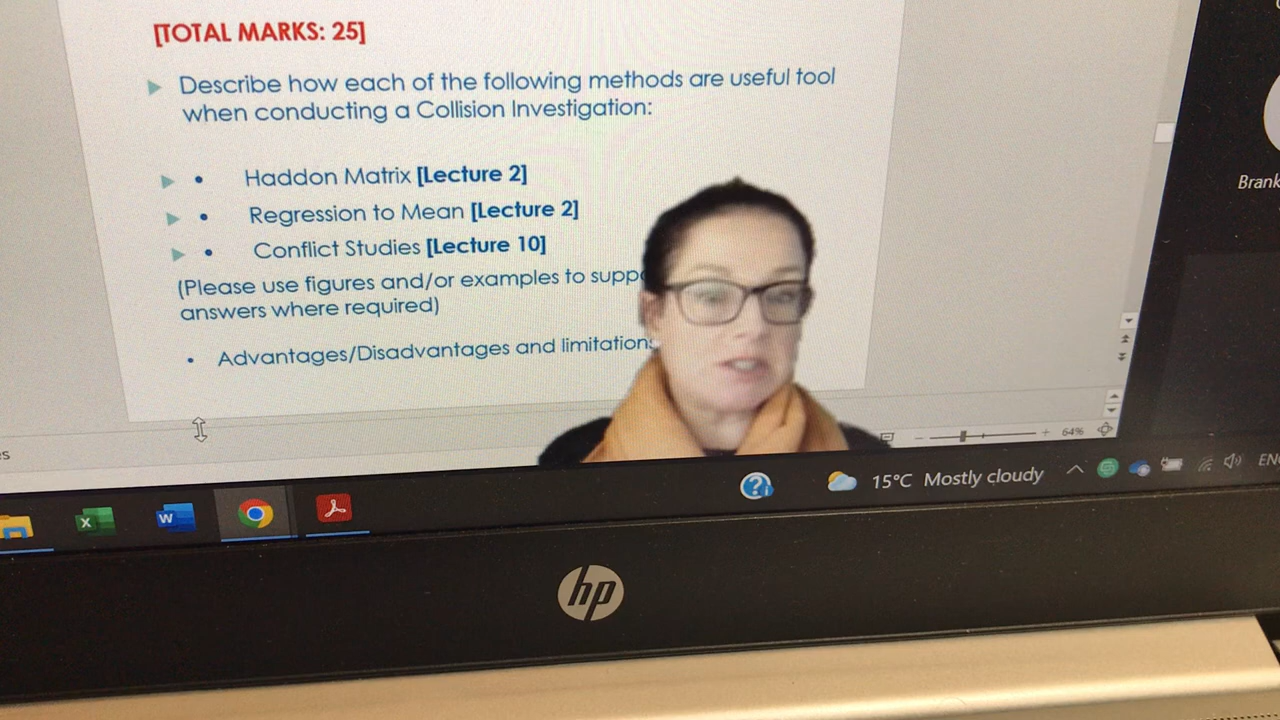 [TOTAL MARKS: 25]
Describe how each of the following methods are useful tool
when conducting a Collision Investigation:
• Haddon Matrix [Lecture 2]
• Regression to Mean [Lecture 2]
• Conflict Studies [Lecture 10]
(Please use figures and/or examples to supp
answers where required)
• Advantages/Disadvantages and limitations
Brank
es
64%
15°C Mostly cloudy
ENG
hp